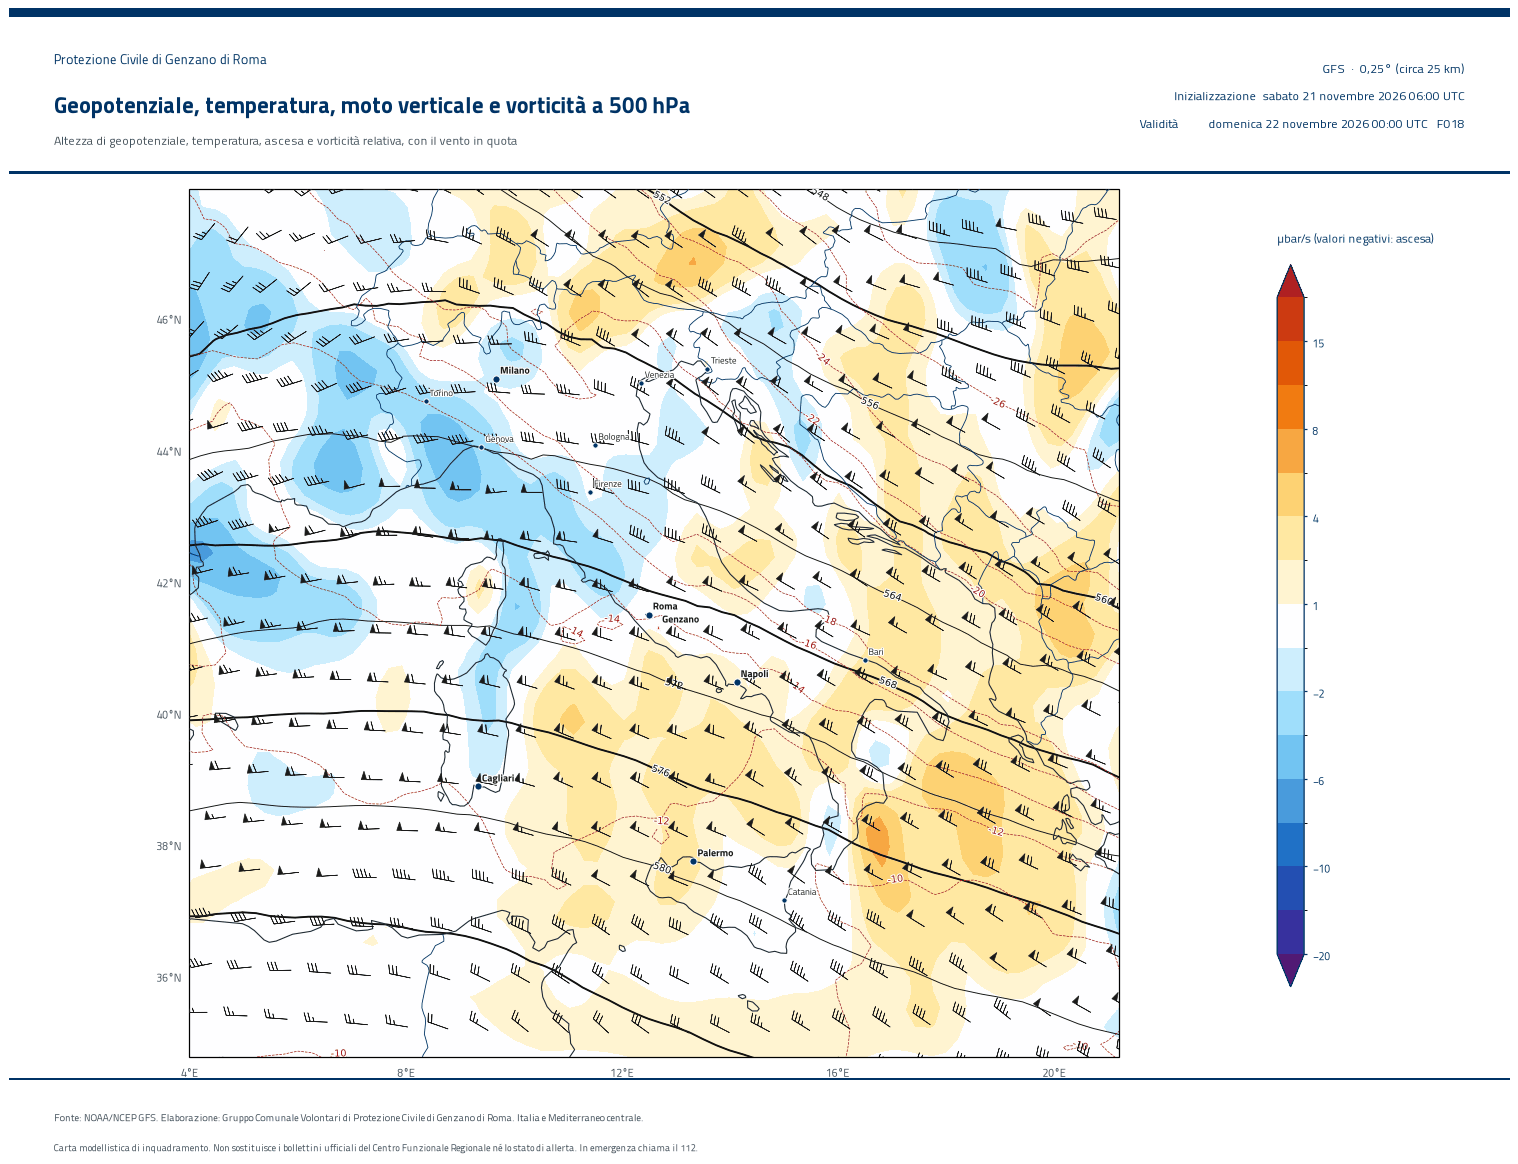 Protezione Civile di Genzano di Roma
Geopotenziale, temperatura, moto verticale e vorticità a 500 hPa
Altezza di geopotenziale, temperatura, ascesa e vorticità relativa, con il vento in quota
GFS · 0,25° (circa 25 km)
Inizializzazione sabato 21 novembre 2026 06:00 UTC
Validità domenica 22 novembre 2026 00:00 UTC F018
µbar/s (valori negativi: ascesa)
15
8
4
1
−2
−6
−10
−20
46°N
44°N
42°N
40°N
38°N
36°N
4°E
8°E
12°E
16°E
20°E
552
548
-24
-26
556
-22
Milano
Torino
Venezia
Trieste
Genova
Bologna
Firenze
564
-20
560
Roma
Genzano
-14
-14
-18
-16
Bari
568
572
Napoli
-14
576
Cagliari
-12
-12
580
Palermo
-10
Catania
-10
-10
Fonte: NOAA/NCEP GFS. Elaborazione: Gruppo Comunale Volontari di Protezione Civile di Genzano di Roma. Italia e Mediterraneo centrale.
Carta modellistica di inquadramento. Non sostituisce i bollettini ufficiali del Centro Funzionale Regionale né lo stato di allerta. In emergenza chiama il 112.